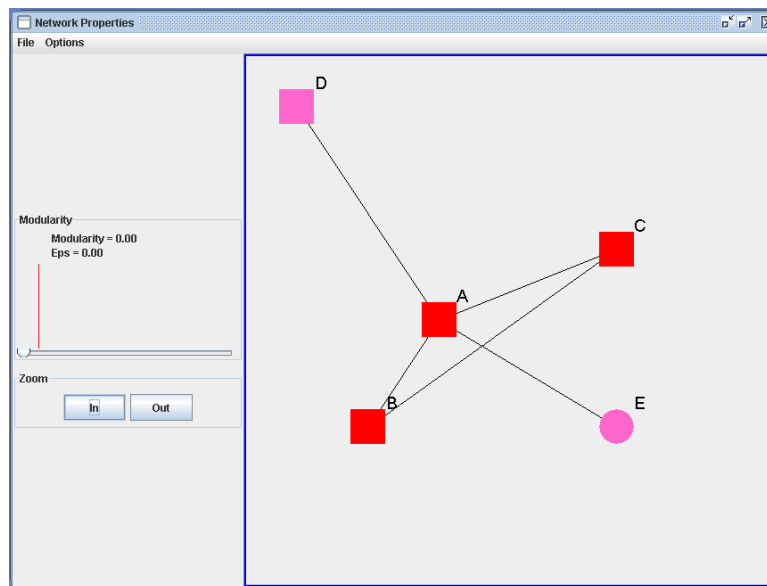 Network Properties
File Options
D
Modularity
Modularity = 0.00
Eps = 0.00
C
A
Zoom
In Out
B
E